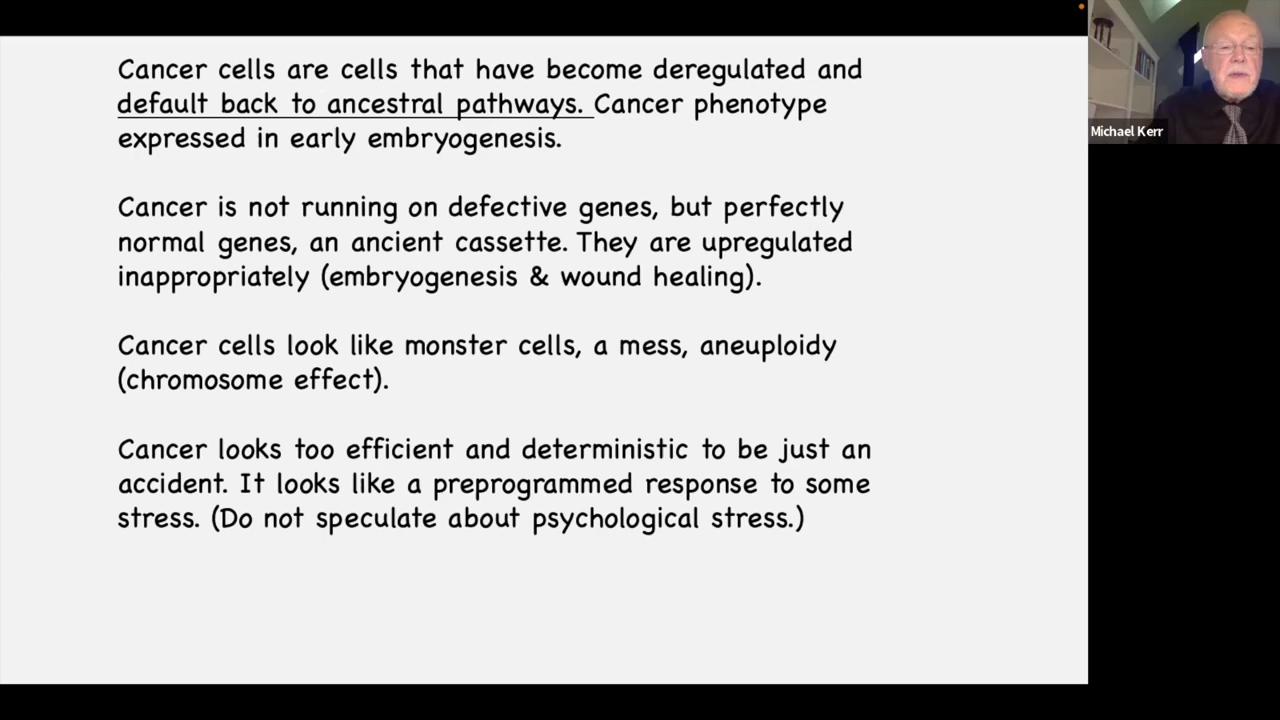 Cancer cells are cells that have become deregulated and
default back to ancestral pathways. Cancer phenotype
expressed in early embryogenesis.
Cancer is not running on defective genes, but perfectly
normal genes, an ancient cassette. They are upregulated
inappropriately (embryogenesis & wound healing).
Cancer cells look like monster cells, a mess, aneuploidy
(chromosome effect).
Cancer looks too efficient and deterministic to be just an
accident. It looks like a preprogrammed response to some
stress. (Do not speculate about psychological stress.)
Michael Kerr